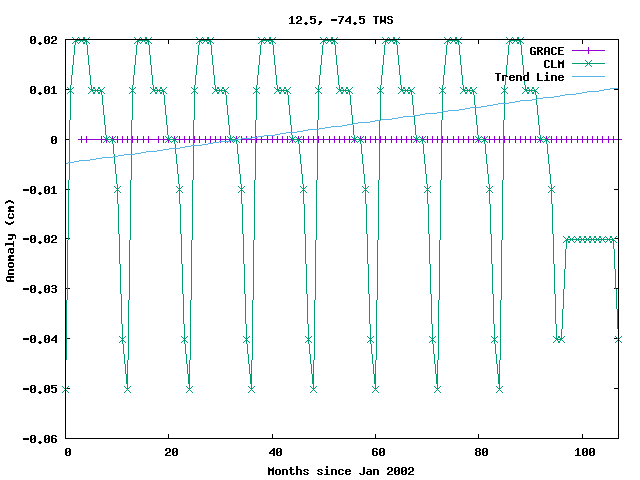 12.5, -74.5 TWS
GRACE
CLM
Trend Line
0.02
0.01
0
-0.01
-0.02
-0.03
-0.04
-0.05
-0.06
Anomaly (cm)
0 20 40 60 80 100
Months since Jan 2002